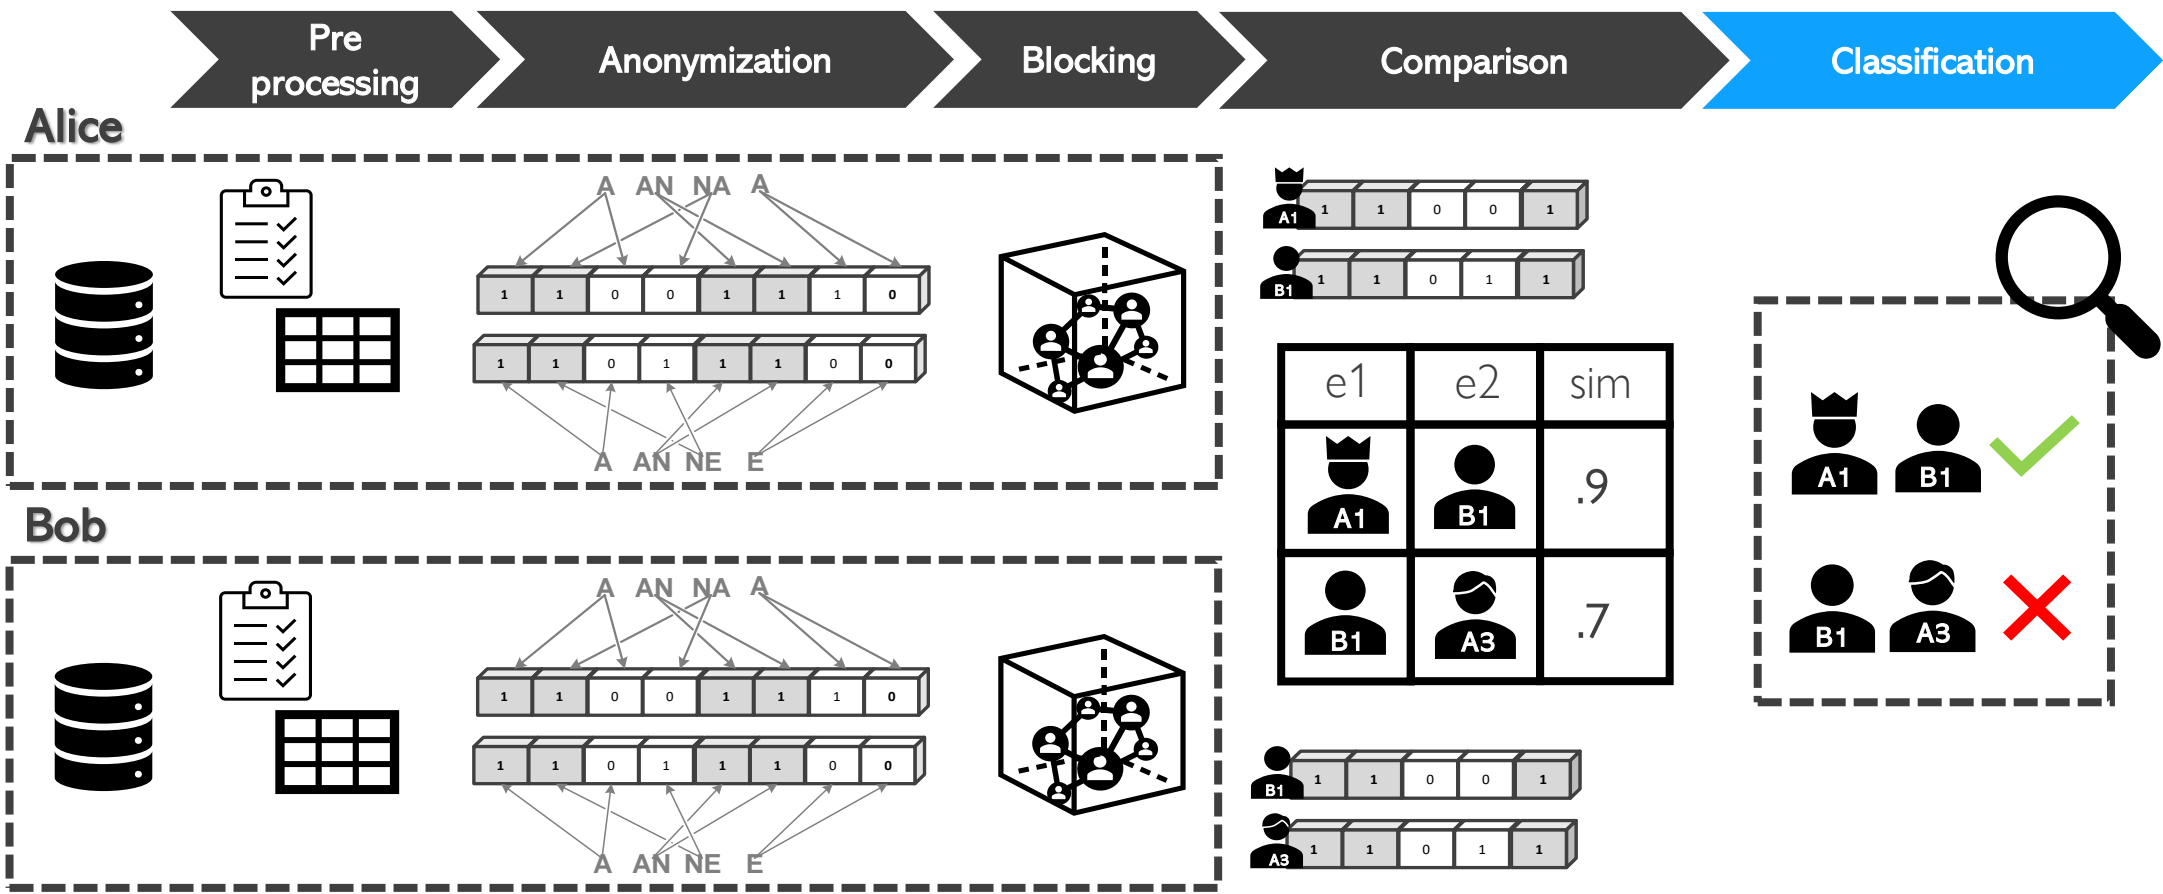 Pre
processing
Anonymization
Blocking
Comparison
Classification
Alice
A AN NA A
1 1 0 0 1 1 1 0
1 1 0 1 1 1 0 0
A AN NE E
Bob
A AN NA A
1 1 0 0 1 1 1 0
1 1 0 1 1 1 0 0
A AN NE E
A1 1 1 0 0 1
B1 1 1 0 1 1
e1 e2 sim
A1 B1 .9
B1 A3 .7
B1 1 1 0 0 1
A3 1 1 0 1 1
A1 B1
B1 A3